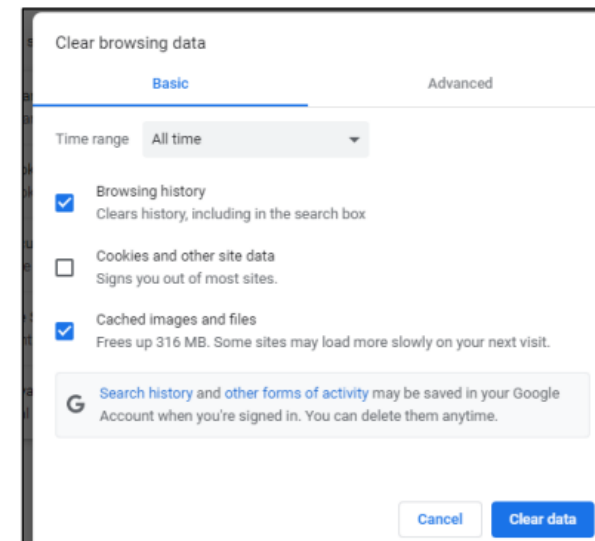 Clear browsing data
Basic
Advanced
Time range
All time
Browsing history
Clears history, including in the search box
Cookies and other site data
Signs you out of most sites.
Cached images and files
Frees up 316 MB. Some sites may load more slowly on your next visit.
G
Search history and other forms of activity may be saved in your Google
Account when you're signed in. You can delete them anytime.
Cancel
Clear data